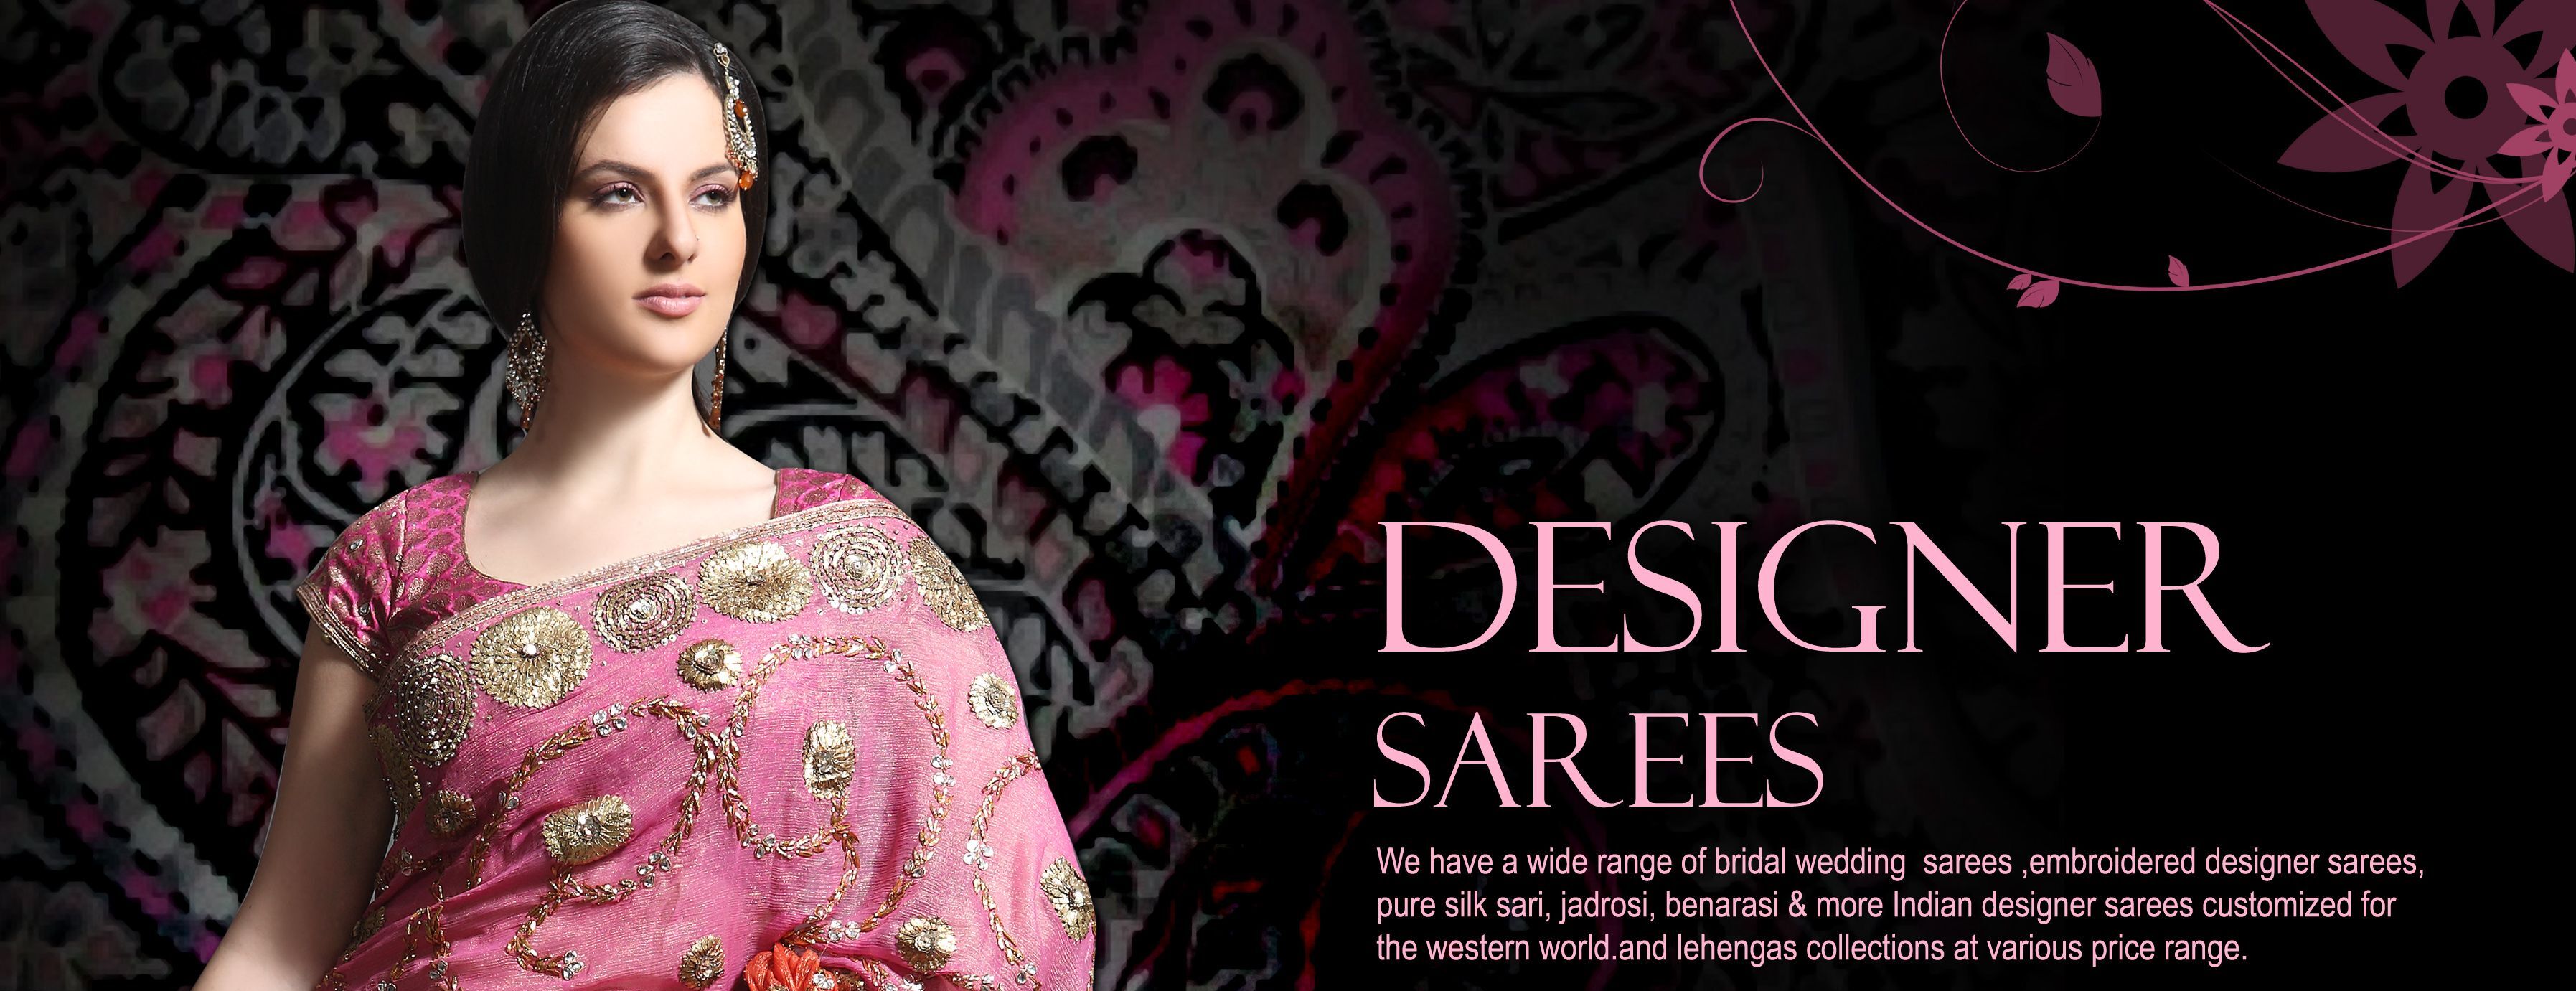 DESIGNER
SAREES
We have a wide range of bridal wedding  sarees ,embroidered designer sarees,
pure silk sari, jadrosi, benarasi & more Indian designer sarees customized for
the western world.and lehengas collections at various price range.